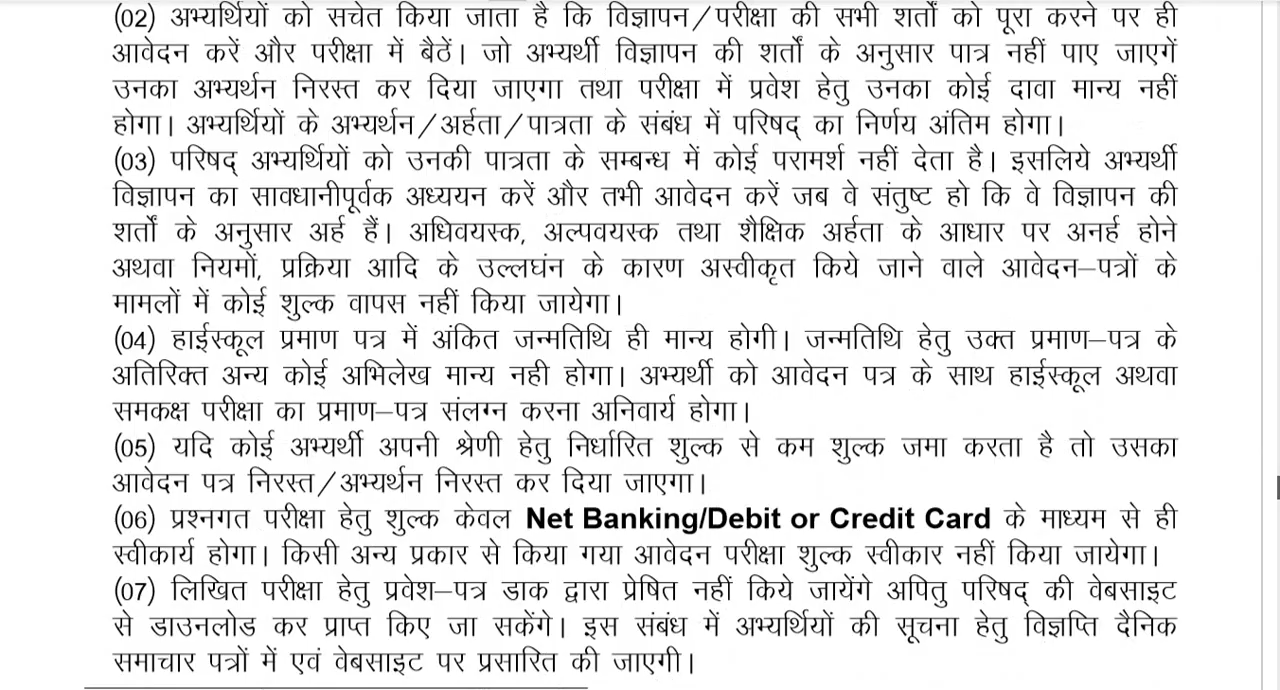 (02) अभ्यर्थियों को सचेत किया जाता है कि विज्ञापन/परीक्षा की सभी शर्तों को पूरा करने पर ही
आवेदन करें और परीक्षा में बैठें। जो अभ्यर्थी विज्ञापन की शर्तों के अनुसार पात्र नहीं पाए जाएगें
उनका अभ्यर्थन निरस्त कर दिया जाएगा तथा परीक्षा में प्रवेश हेतु उनका कोई दावा मान्य नहीं
होगा। अभ्यर्थियों के अभ्यर्थन/अर्हता/पात्रता के संबंध में परिषद् का निर्णय अंतिम होगा।
(03) परिषद् अभ्यर्थियों को उनकी पात्रता के सम्बन्ध में कोई परामर्श नहीं देता है। इसलिये अभ्यर्थी
विज्ञापन का सावधानीपूर्वक अध्ययन करें और तभी आवेदन करें जब वे संतुष्ट हो कि वे विज्ञापन की
शर्तों के अनुसार अर्ह हैं। अधिवयस्क, अल्पवयस्क तथा शैक्षिक अर्हता के आधार पर अनर्ह होने
अथवा नियमों, प्रक्रिया आदि के उल्लघंन के कारण अस्वीकृत किये जाने वाले आवेदन–पत्रों के
मामलों में कोई शुल्क वापस नहीं किया जायेगा।
(04) हाईस्कूल प्रमाण पत्र में अंकित जन्मतिथि ही मान्य होगी। जन्मतिथि हेतु उक्त प्रमाण–पत्र के
अतिरिक्त अन्य कोई अभिलेख मान्य नही होगा। अभ्यर्थी को आवेदन पत्र के साथ हाईस्कूल अथवा
समकक्ष परीक्षा का प्रमाण–पत्र संलग्न करना अनिवार्य होगा।
(05) यदि कोई अभ्यर्थी अपनी श्रेणी हेतु निर्धारित शुल्क से कम शुल्क जमा करता है तो उसका
आवेदन पत्र निरस्त/अभ्यर्थन निरस्त कर दिया जाएगा।
(06) प्रश्नगत परीक्षा हेतु शुल्क केवल Net Banking/Debit or Credit Card के माध्यम से ही
स्वीकार्य होगा। किसी अन्य प्रकार से किया गया आवेदन परीक्षा शुल्क स्वीकार नहीं किया जायेगा।
(07) लिखित परीक्षा हेतु प्रवेश–पत्र डाक द्वारा प्रेषित नहीं किये जायेंगे अपितु परिषद् की वेबसाइट
से डाउनलोड कर प्राप्त किए जा सकेंगे। इस संबंध में अभ्यर्थियों की सूचना हेतु विज्ञप्ति दैनिक
समाचार पत्रों में एवं वेबसाइट पर प्रसारित की जाएगी।